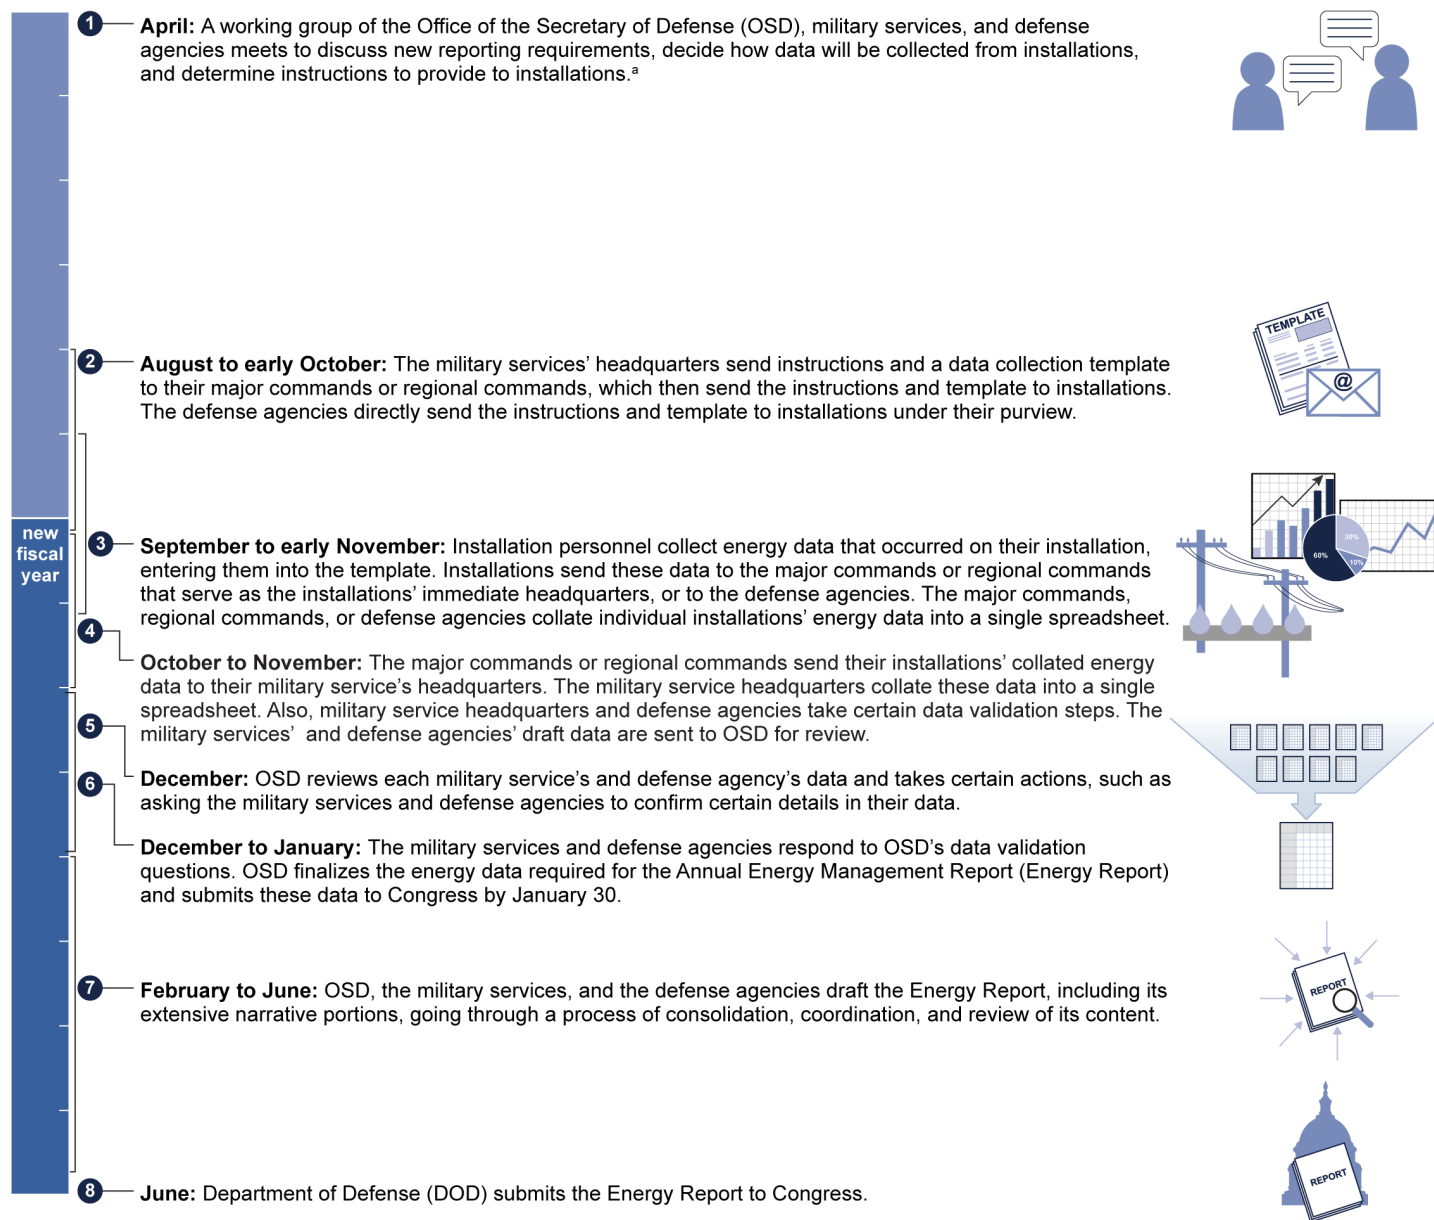 1 April: A working group of the Office of the Secretary of Defense (OSD), military services, and defense
agencies meets to discuss new reporting requirements, decide how data will be collected from installations,
and determine instructions to provide to installations.ª
TEMPLATE
@
2 August to early October: The military services’ headquarters send instructions and a data collection template
to their major commands or regional commands, which then send the instructions and template to installations.
The defense agencies directly send the instructions and template to installations under their purview.
new
fiscal
year
30%
60%
10%
3 September to early November: Installation personnel collect energy data that occurred on their installation,
entering them into the template. Installations send these data to the major commands or regional commands
that serve as the installations’ immediate headquarters, or to the defense agencies. The major commands,
regional commands, or defense agencies collate individual installations’ energy data into a single spreadsheet.
4
October to November: The major commands or regional commands send their installations’ collated energy
data to their military service’s headquarters. The military service headquarters collate these data into a single
spreadsheet. Also, military service headquarters and defense agencies take certain data validation steps. The
military services’ and defense agencies’ draft data are sent to OSD for review.
5
December: OSD reviews each military service’s and defense agency’s data and takes certain actions, such as
asking the military services and defense agencies to confirm certain details in their data.
6
December to January: The military services and defense agencies respond to OSD’s data validation
questions. OSD finalizes the energy data required for the Annual Energy Management Report (Energy Report)
and submits these data to Congress by January 30.
7 February to June: OSD, the military services, and the defense agencies draft the Energy Report, including its
extensive narrative portions, going through a process of consolidation, coordination, and review of its content.
REPORT
REPORT
8 June: Department of Defense (DOD) submits the Energy Report to Congress.